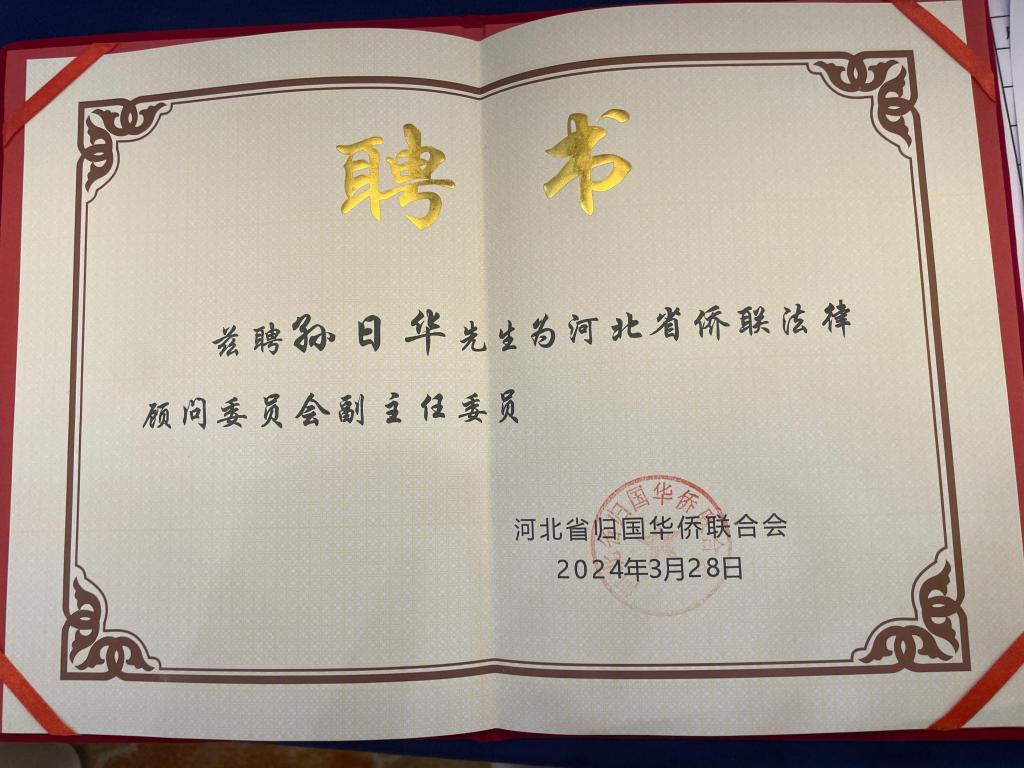 聘书
兹聘孙日华先生为河北省侨联法律
顾问委员会副主任委员
河北省归国华侨联合会
2024年3月28日